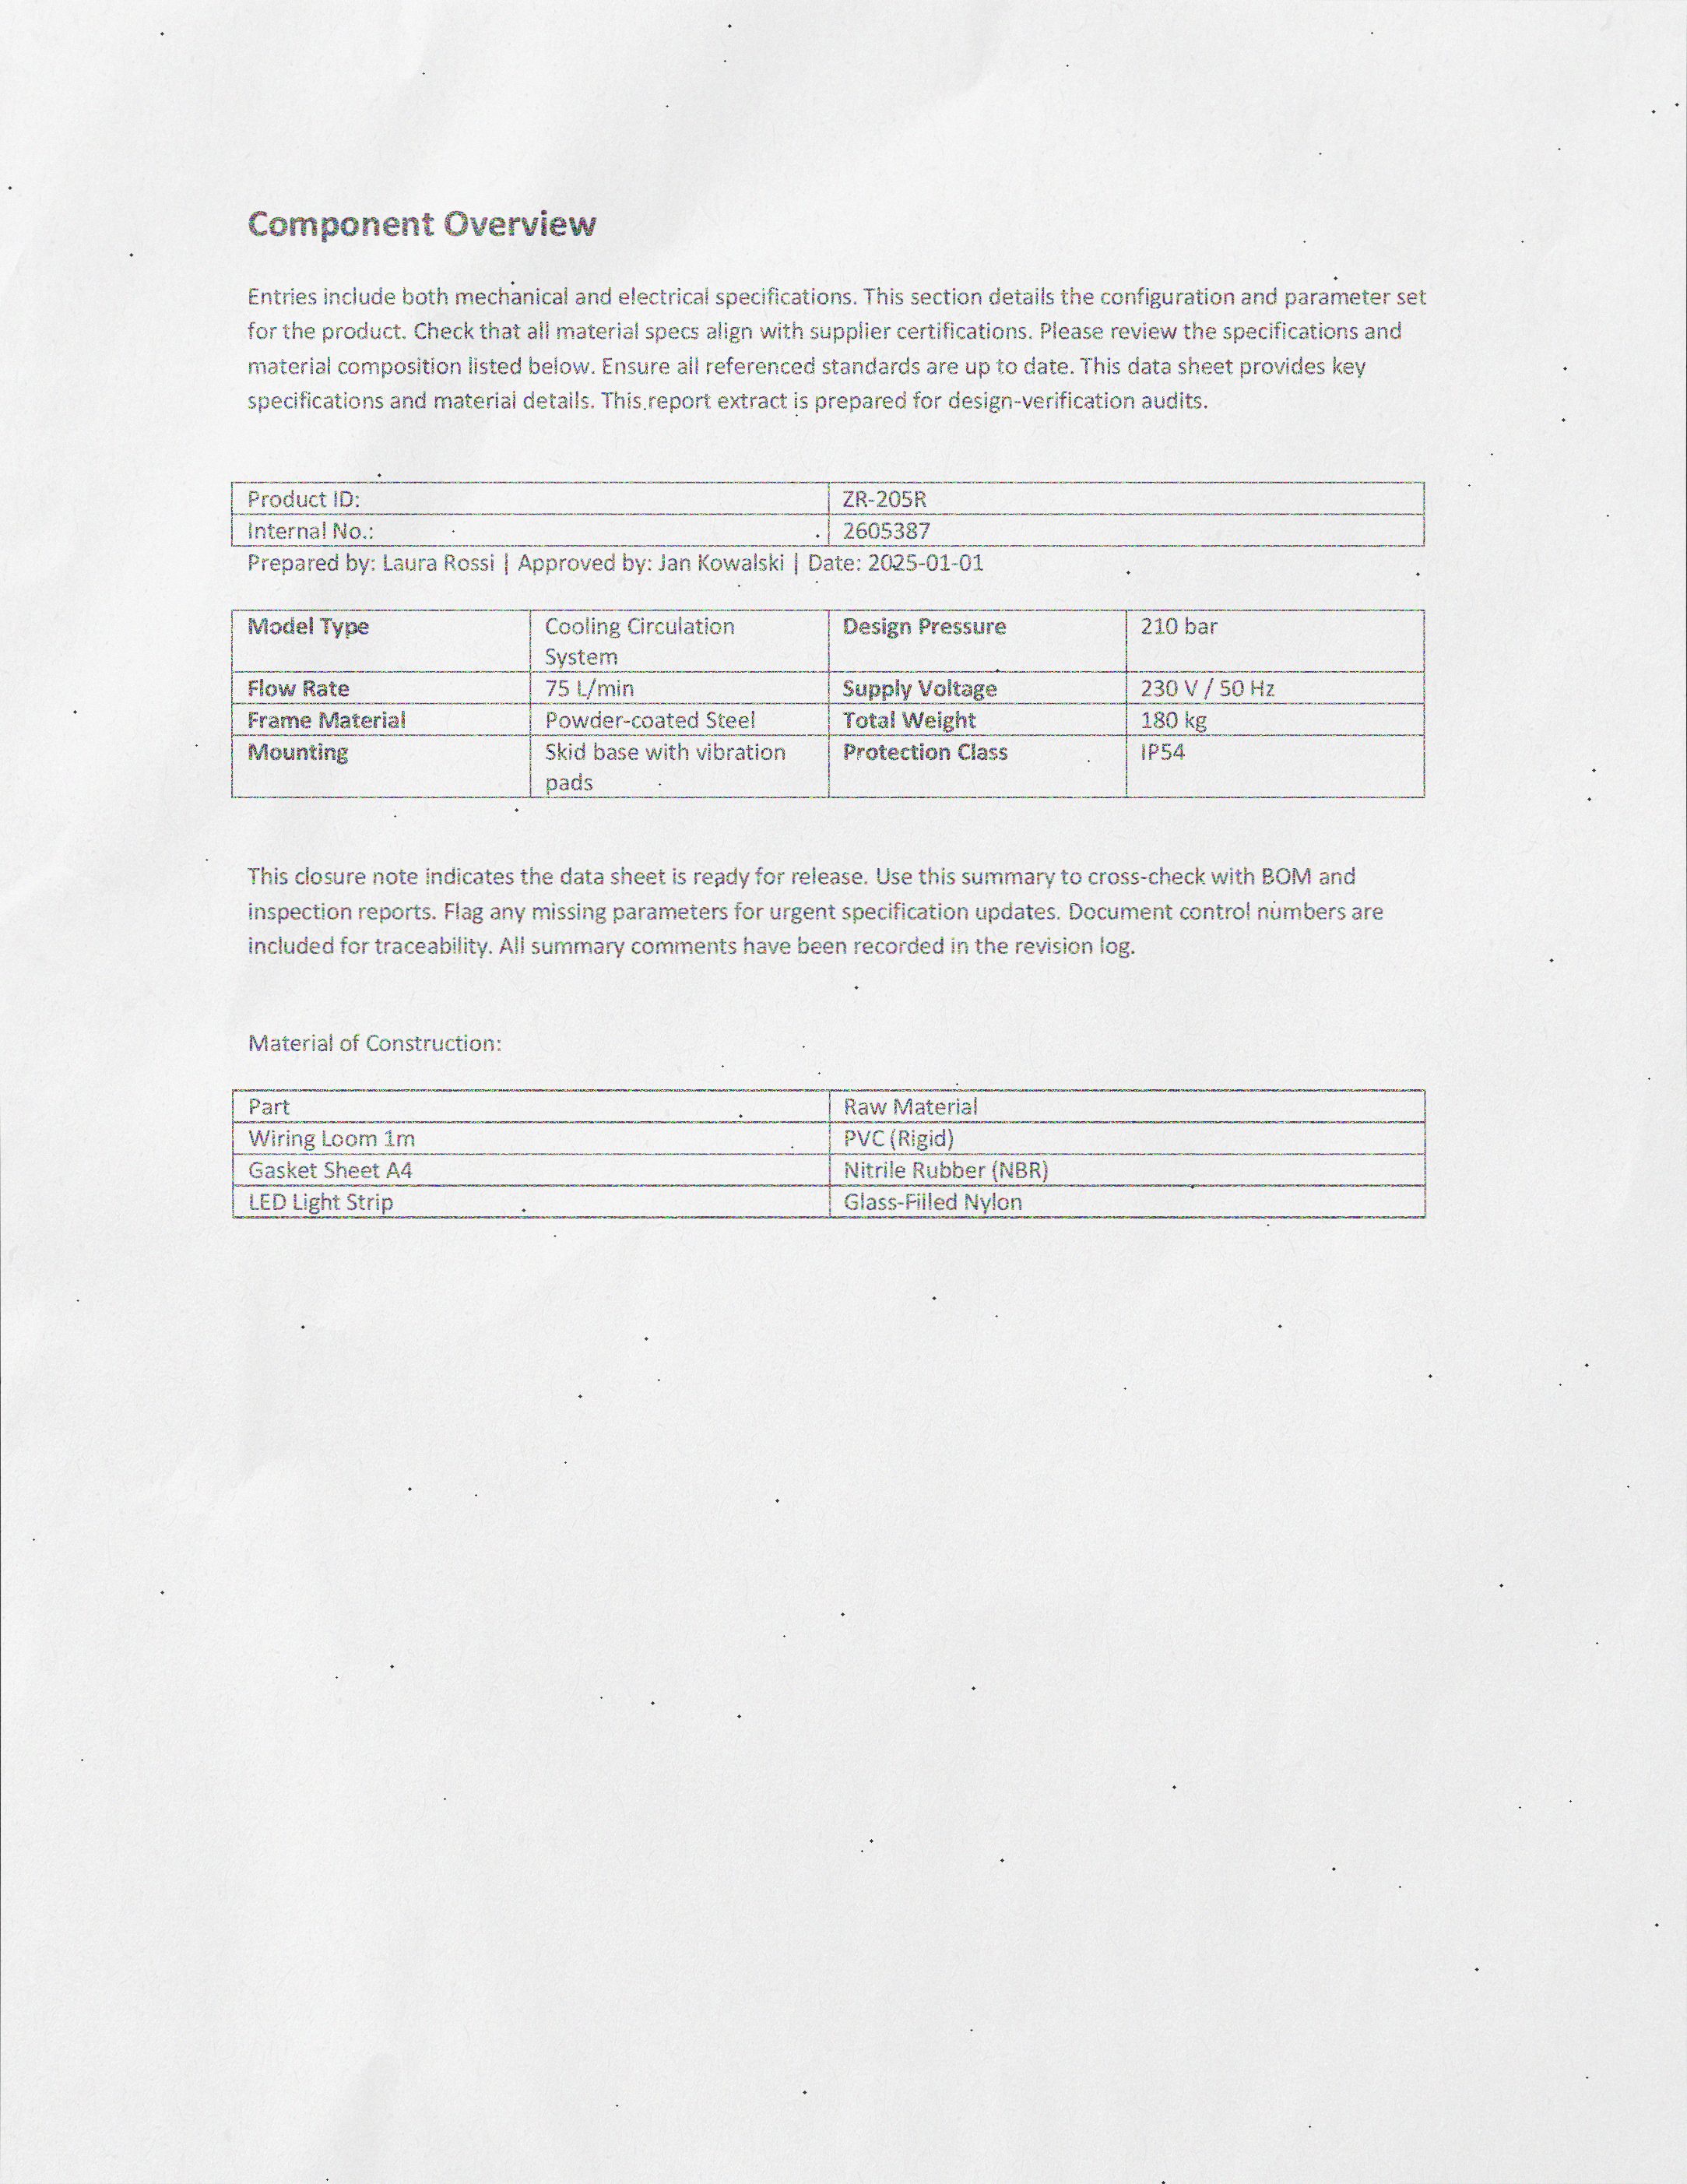 Component Overview
Entries include both mechanical and electrical specifications. This section details the configuration and parameter set
for the product. Check that all material specs align with supplier certifications. Please review the specifications and
material composition listed below. Ensure all referenced standards are up to date. This data sheet provides key
specifications and material details. This report extract is prepared for design-verification audits.
Product ID: ZR-205R
Internal No.: 2605387
Prepared by: Laura Rossi | Approved by: Jan Kowalski | Date: 2025-01-01
Model Type Cooling Circulation Design Pressure 210 bar
System
Flow Rate 75 L/min Supply Voltage 230 V / 50 Hz
Frame Material Powder-coated Steel Total Weight 180 kg
Mounting Skid base with vibration Protection Class IP54
pads
This closure note indicates the data sheet is ready for release. Use this summary to cross-check with BOM and
inspection reports. Flag any missing parameters for urgent specification updates. Document control numbers are
included for traceability. All summary comments have been recorded in the revision log.
Material of Construction:
Part Raw Material
Wiring Loom 1m PVC (Rigid)
Gasket Sheet A4 Nitrile Rubber (NBR)
LED Light Strip Glass-Filled Nylon